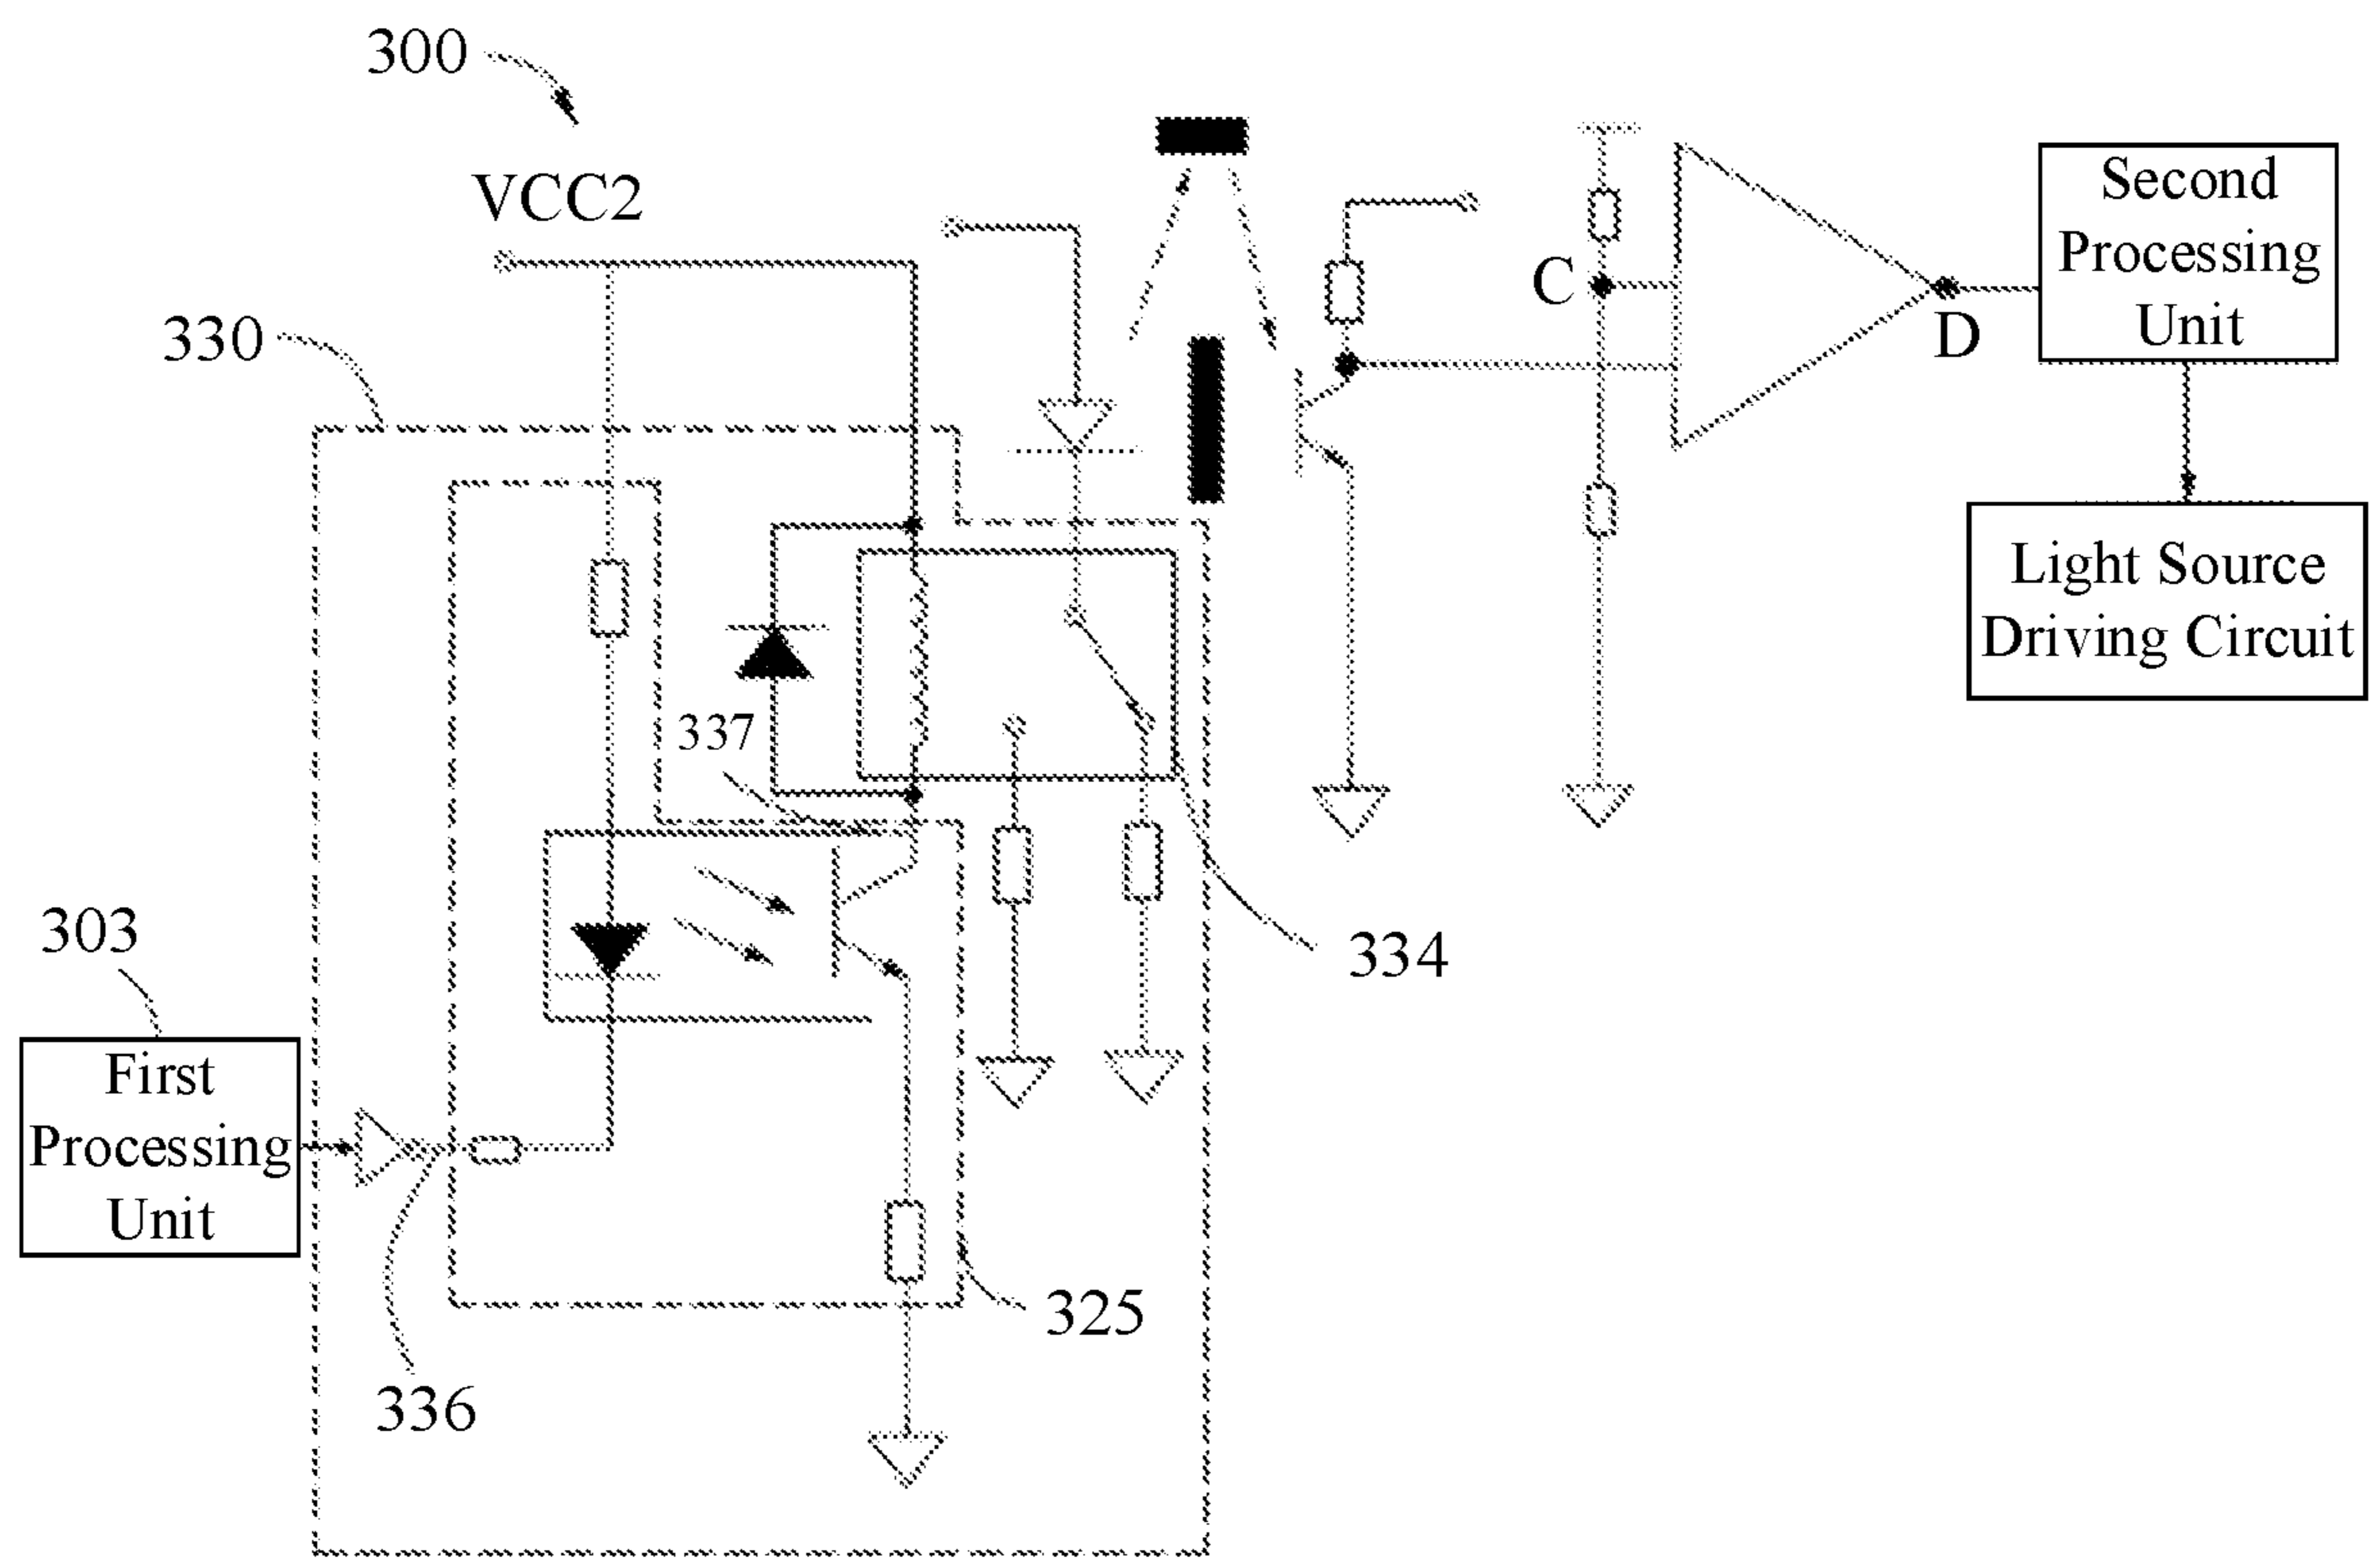 300
VCC2
330
C
D
Second
Processing
Unit
Light Source
Driving Circuit
337
334
303
First
Processing
Unit
325
336